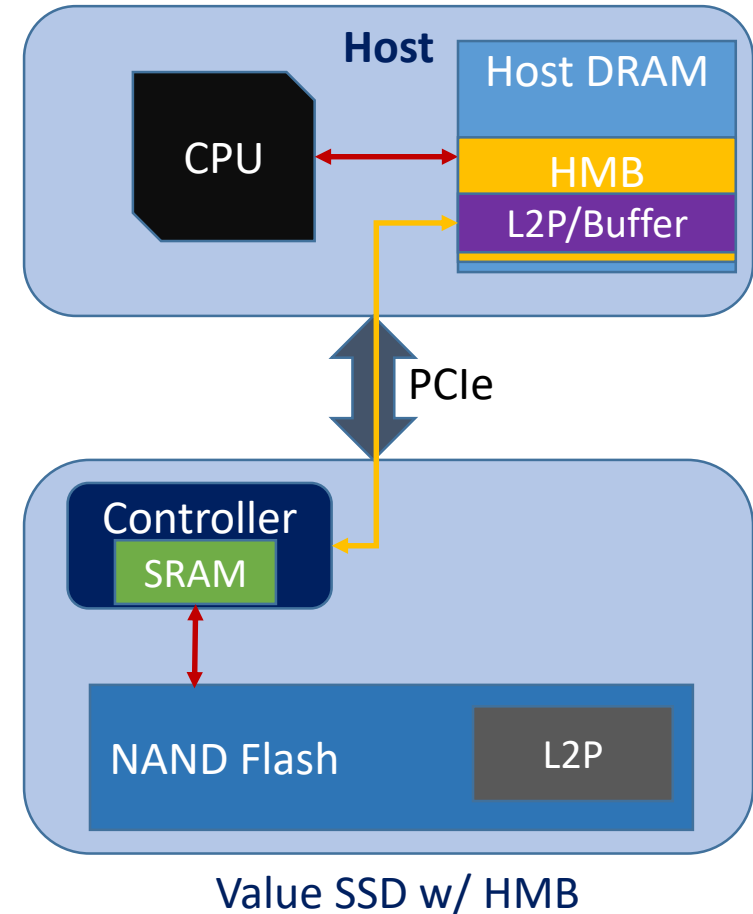 Host
Host DRAM
CPU
HMB
L2P/Buffer
PCIe
Controller
SRAM
NAND Flash
L2P
Value SSD w/ HMB